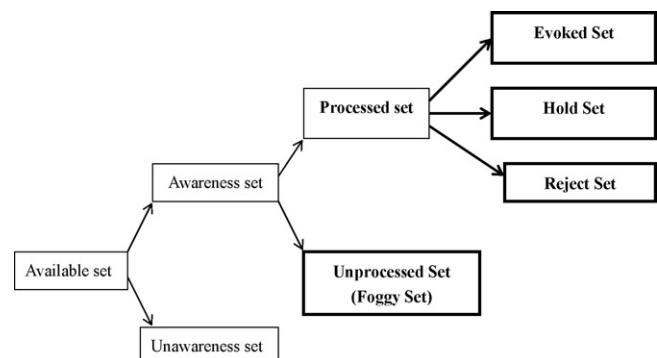 Evoked Set
Processed set
Hold Set
Awareness set
Reject Set
Available set
Unprocessed Set
(Foggy Set)
Unawareness set